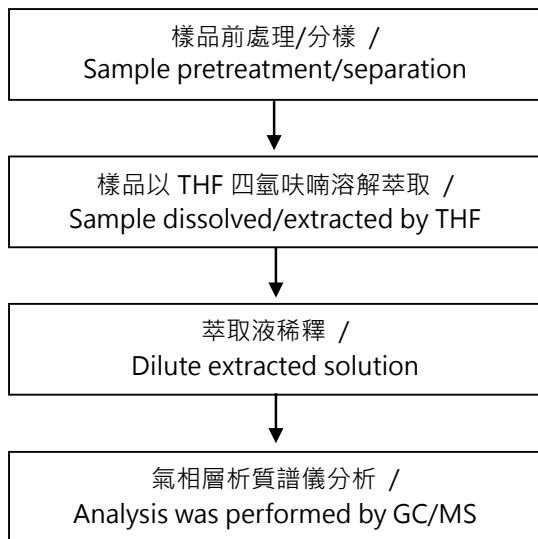 樣品前處理/分樣 /
Sample pretreatment/separation
樣品以 THF 四氫呋喃溶解萃取 /
Sample dissolved/extracted by THF
萃取液稀釋 /
Dilute extracted solution
氣相層析質譜儀分析 /
Analysis was performed by GC/MS